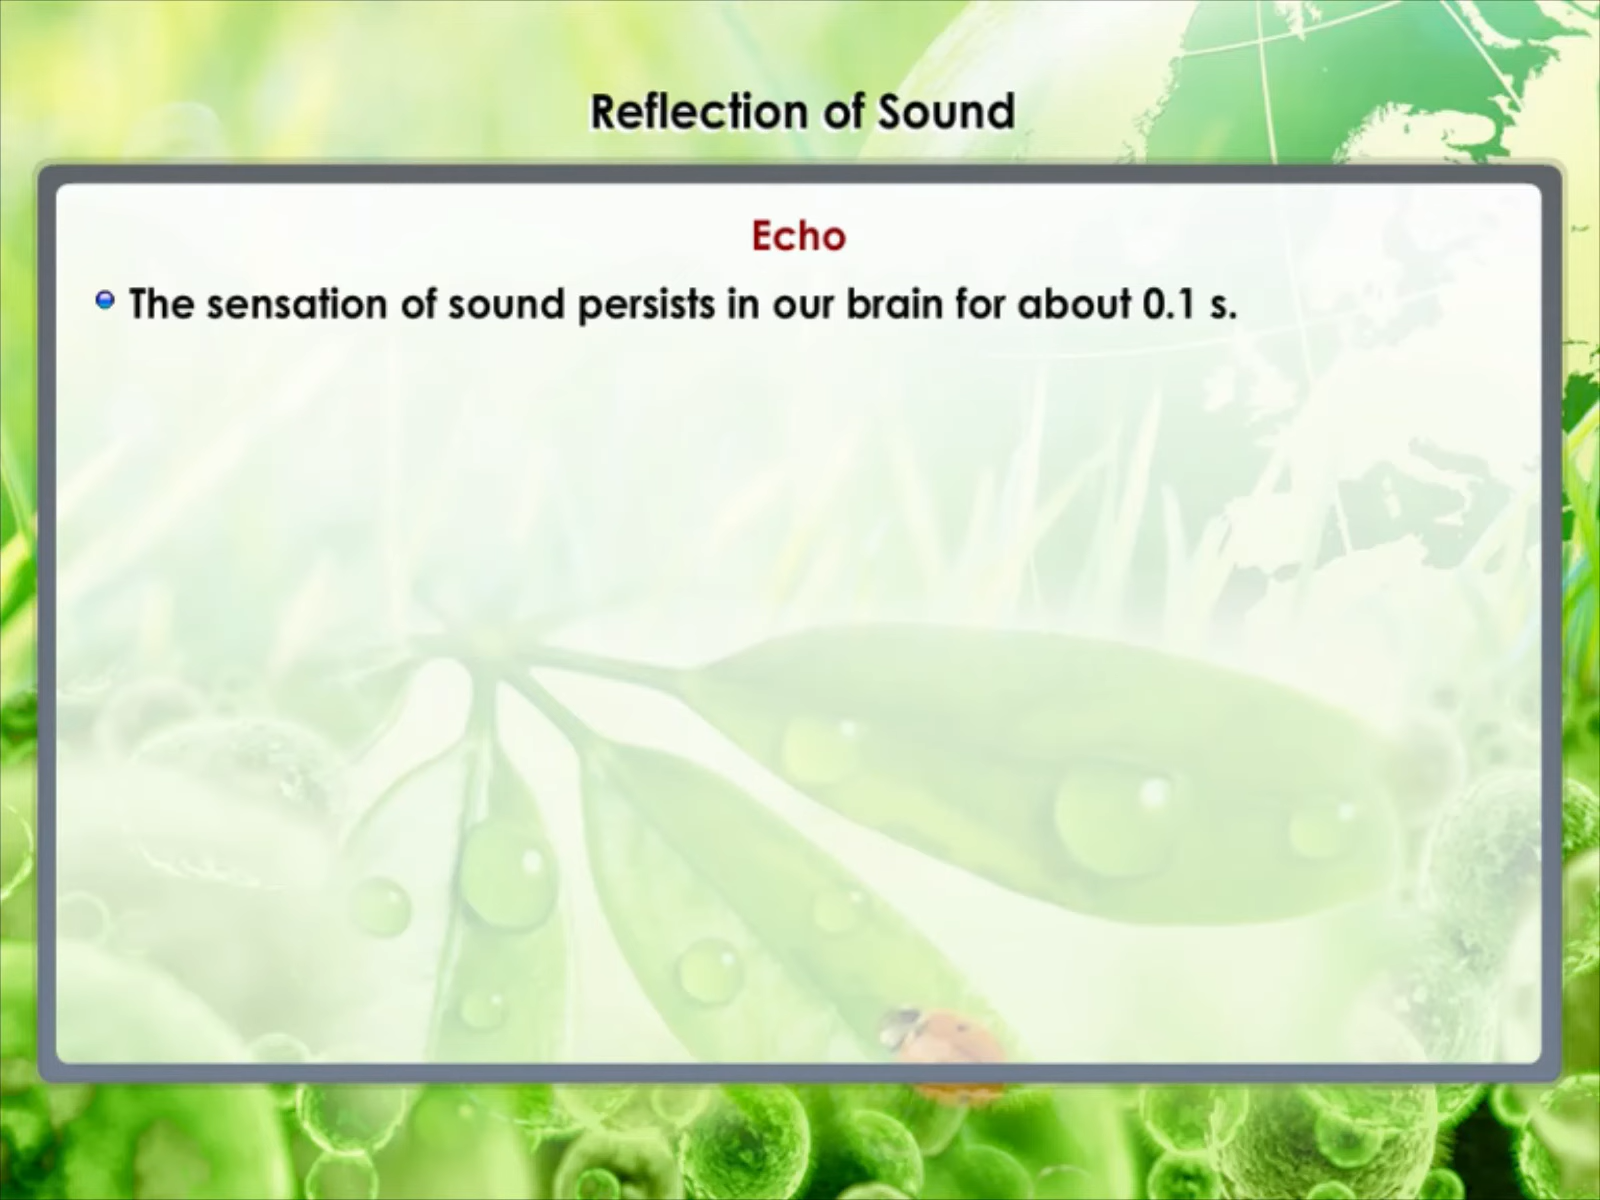 Reflection of Sound
Echo
The sensation of sound persists in our brain for about 0.1 s.